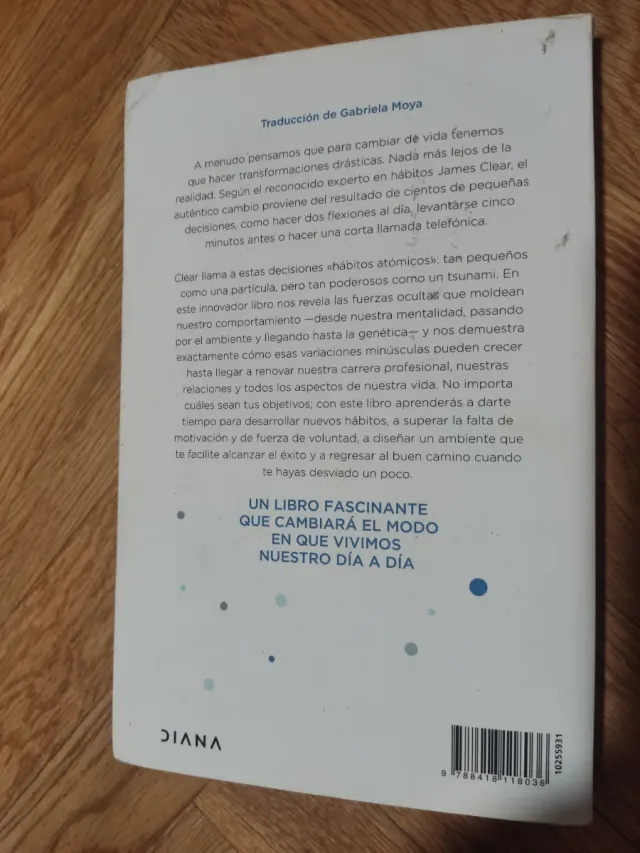 Traducción de Gabriela Moya
A menudo pensamos que para cambiar de vida tenemos
que hacer transformaciones drásticas. Nada más lejos de la
realidad. Según el reconocido experto en hábitos James Clear, el
auténtico cambio proviene del resultado de cientos de pequeñas
decisiones, como hacer dos flexiones al día, levantarse cinco
minutos antes o hacer una corta llamada telefónica.
Clear llama a estas decisiones «hábitos atómicos»: tan pequeños
como una partícula, pero tan poderosos como un tsunami. En
este innovador libro nos revela las fuerzas ocultas que moldean
nuestro comportamiento —desde nuestra mentalidad, pasando
por el ambiente y llegando hasta la genética— y nos demuestra
exactamente cómo esas variaciones minúsculas pueden crecer
hasta llegar a renovar nuestra carrera profesional, nuestras
relaciones y todos los aspectos de nuestra vida. No importa
cuáles sean tus objetivos; con este libro aprenderás a darte
tiempo para desarrollar nuevos hábitos, a superar la falta de
motivación y de fuerza de voluntad, a diseñar un ambiente que
te facilite alcanzar el éxito y a regresar al buen camino cuando
te hayas desviado un poco.
UN LIBRO FASCINANTE
QUE CAMBIARÁ EL MODO
EN QUE VIVIMOS
NUESTRO DÍA A DÍA
DIANA
9 788418 118036
10255931